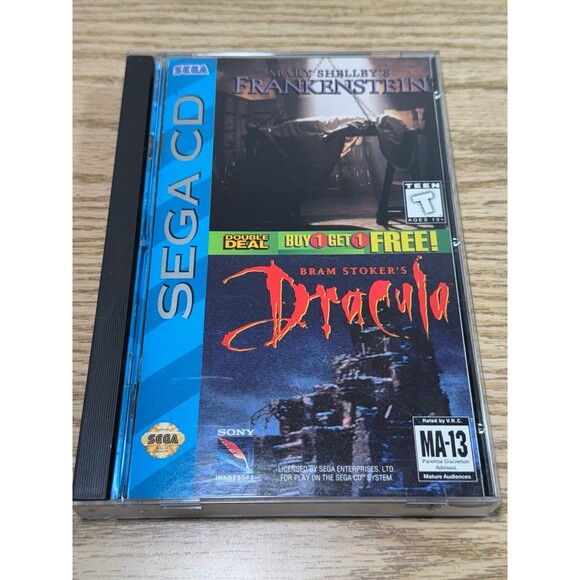 SEGA
SEGA CD
MARY SHELLEY'S
FRANKENSTEIN
TEEN
T
AGES 13+
DOUBLE
DEAL
BUY 1 GET 1 FREE!
BRAM STOKER'S
Dracula
SEGA
SONY
IMAGESOFT
LICENSED BY SEGA ENTERPRISES, LTD.
FOR PLAY ON THE SEGA CD™ SYSTEM.
Rated by V.R.C.
MA-13
Parental Discretion
Advised.
Mature Audiences